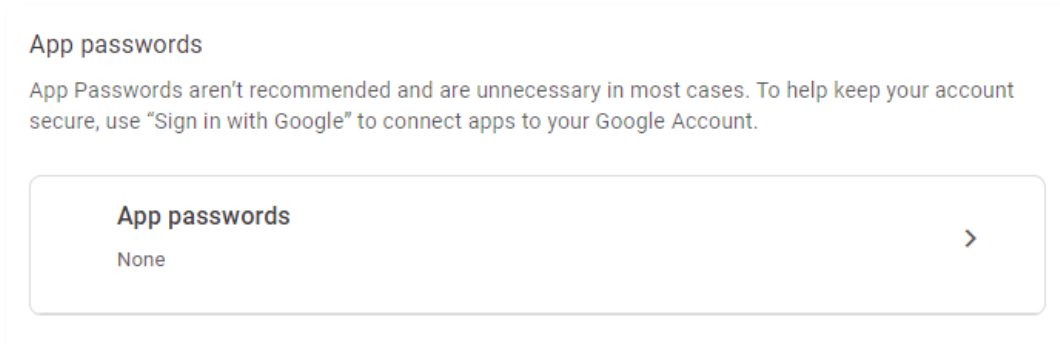 App passwords
App Passwords aren't recommended and are unnecessary in most cases. To help keep your account
secure, use “Sign in with Google” to connect apps to your Google Account.
App passwords
None